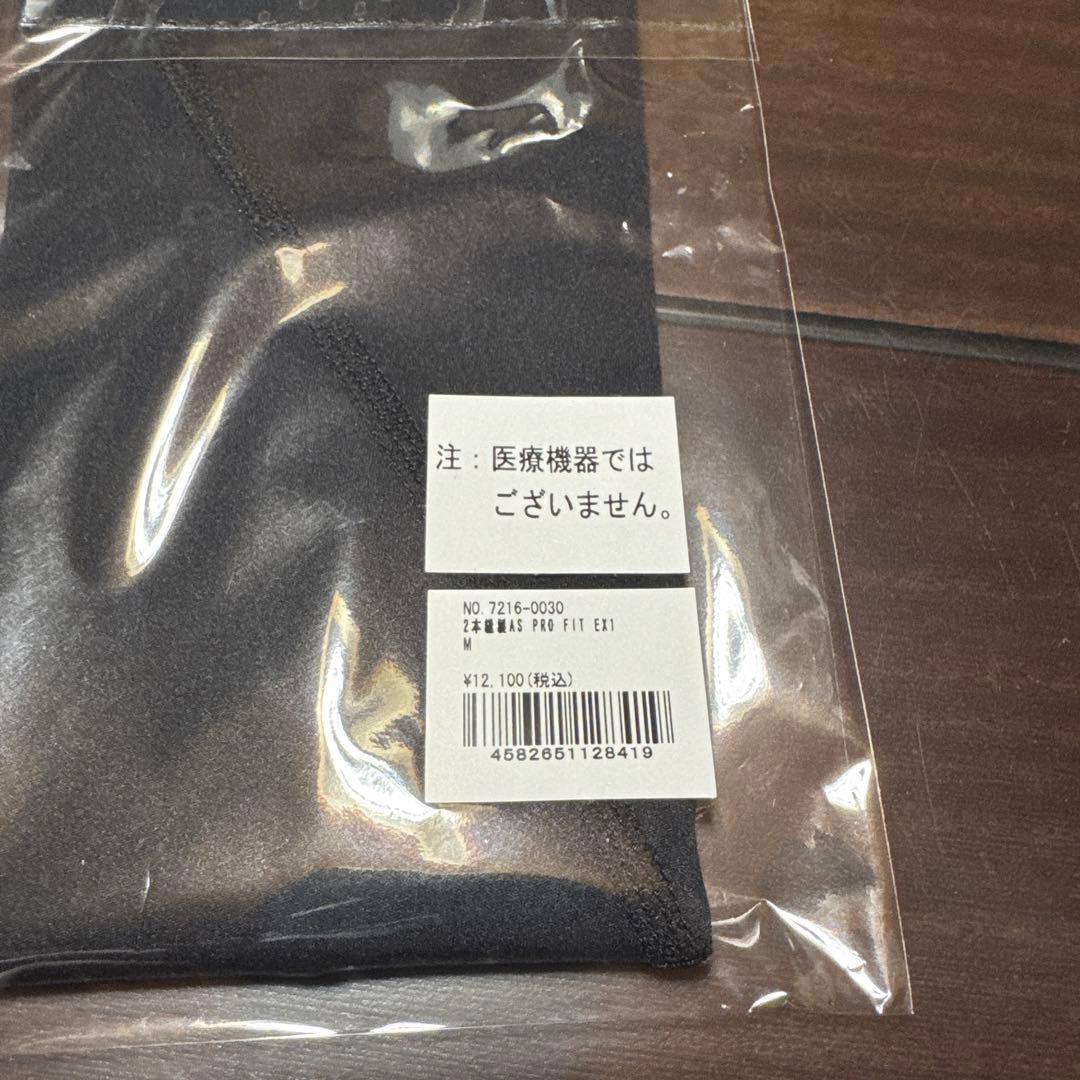 注：医療機器では
ございません。
NO.7216-0030
2本縫製AS PRO FIT EX1
M
¥12,100(税込)
4582651128419